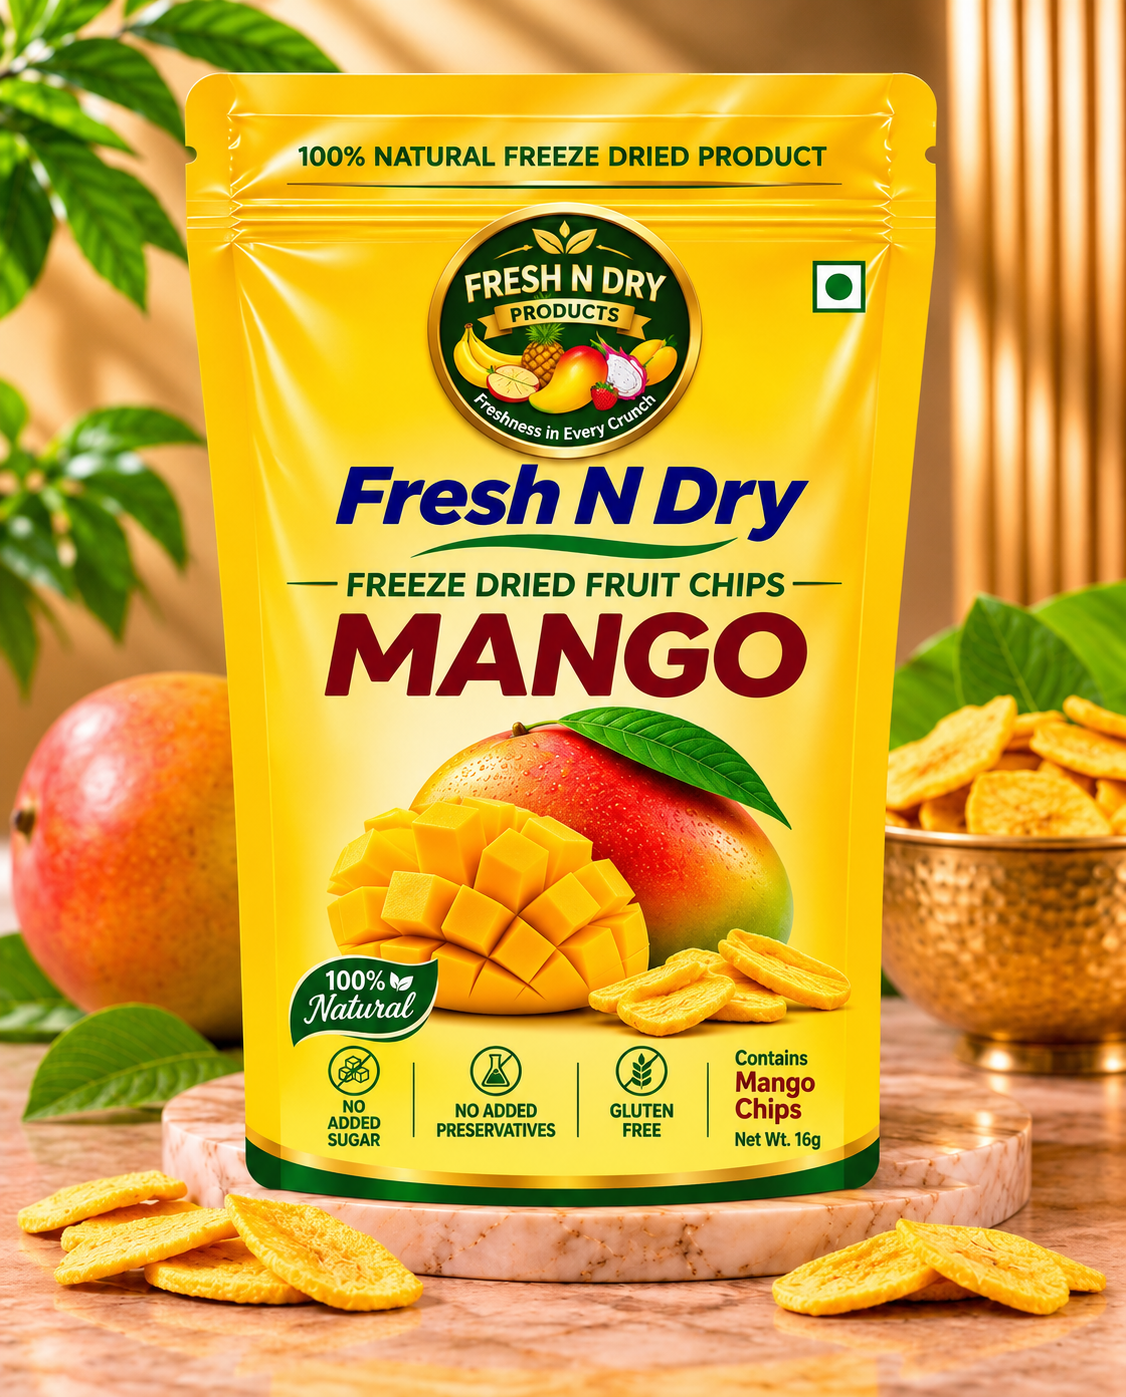 100% NATURAL FREEZE DRIED PRODUCT
FRESH N DRY
PRODUCTS
Freshness in Every Crunch
Fresh N Dry
FREEZE DRIED FRUIT CHIPS
MANGO
100%
Natural
NO
ADDED
SUGAR
NO ADDED
PRESERVATIVES
GLUTEN
FREE
Contains
Mango
Chips
Net Wt. 16g